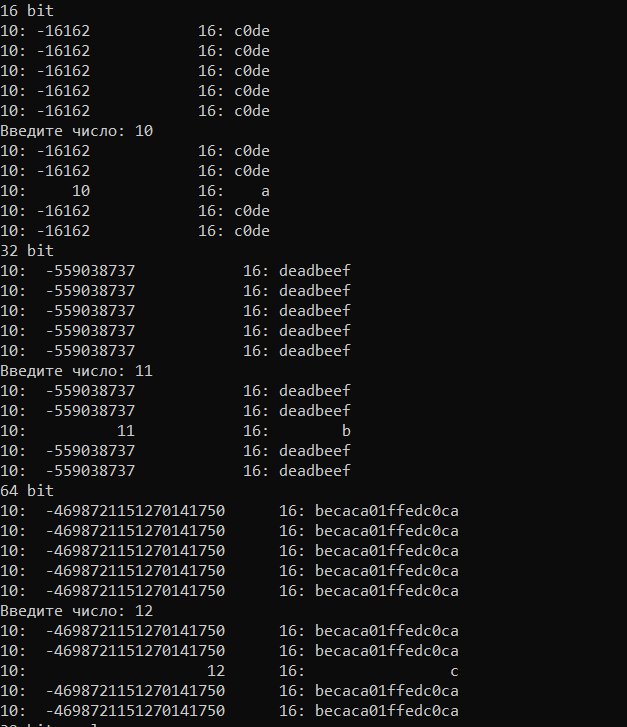 16 bit
10: -16162            16: c0de
10: -16162            16: c0de
10: -16162            16: c0de
10: -16162            16: c0de
10: -16162            16: c0de
Введите число: 10
10: -16162            16: c0de
10: -16162            16: c0de
10:     10            16:    a
10: -16162            16: c0de
10: -16162            16: c0de
32 bit
10:  -559038737            16: deadbeef
10:  -559038737            16: deadbeef
10:  -559038737            16: deadbeef
10:  -559038737            16: deadbeef
10:  -559038737            16: deadbeef
Введите число: 11
10:  -559038737            16: deadbeef
10:  -559038737            16: deadbeef
10:          11            16:        b
10:  -559038737            16: deadbeef
10:  -559038737            16: deadbeef
64 bit
10:  -4698721151270141750      16: becaca01ffedc0ca
10:  -4698721151270141750      16: becaca01ffedc0ca
10:  -4698721151270141750      16: becaca01ffedc0ca
10:  -4698721151270141750      16: becaca01ffedc0ca
10:  -4698721151270141750      16: becaca01ffedc0ca
Введите число: 12
10:  -4698721151270141750      16: becaca01ffedc0ca
10:  -4698721151270141750      16: becaca01ffedc0ca
10:                    12      16:                c
10:  -4698721151270141750      16: becaca01ffedc0ca
10:  -4698721151270141750      16: becaca01ffedc0ca